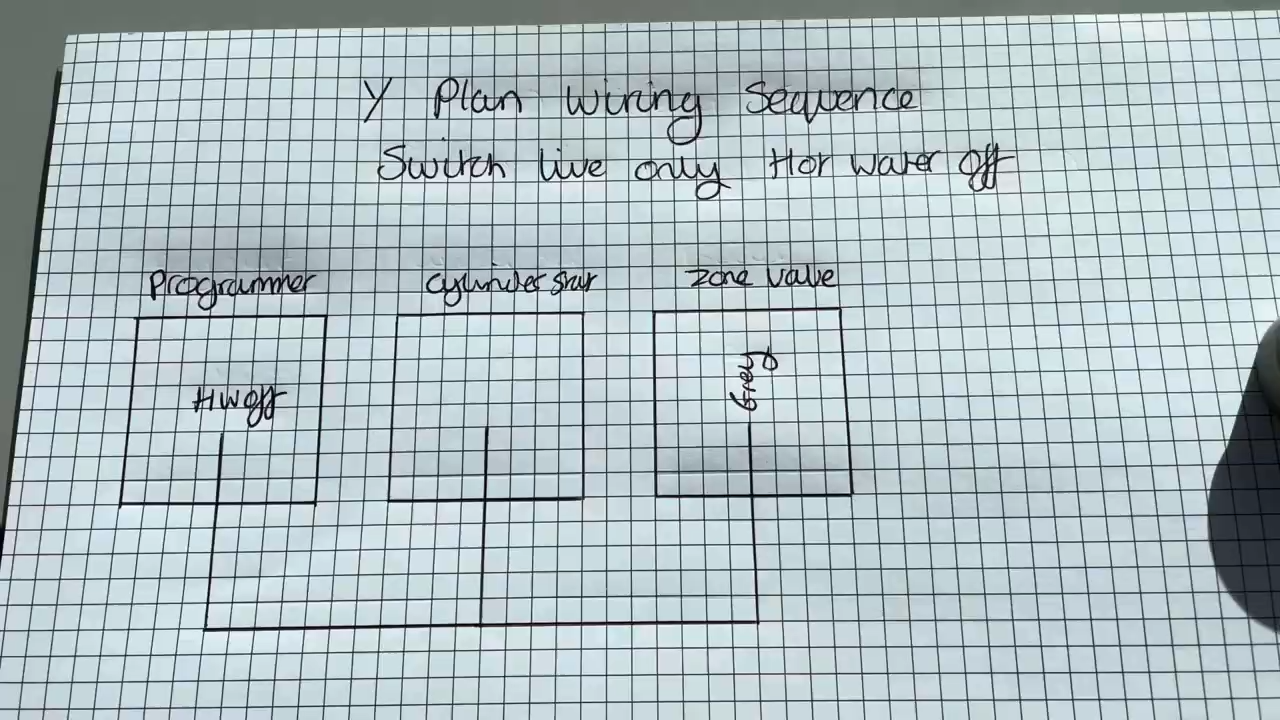 Y Plan wiring Sequence
Switch live only Hot water off
Programmer
cylinder stat
zone valve
HW off
Grey